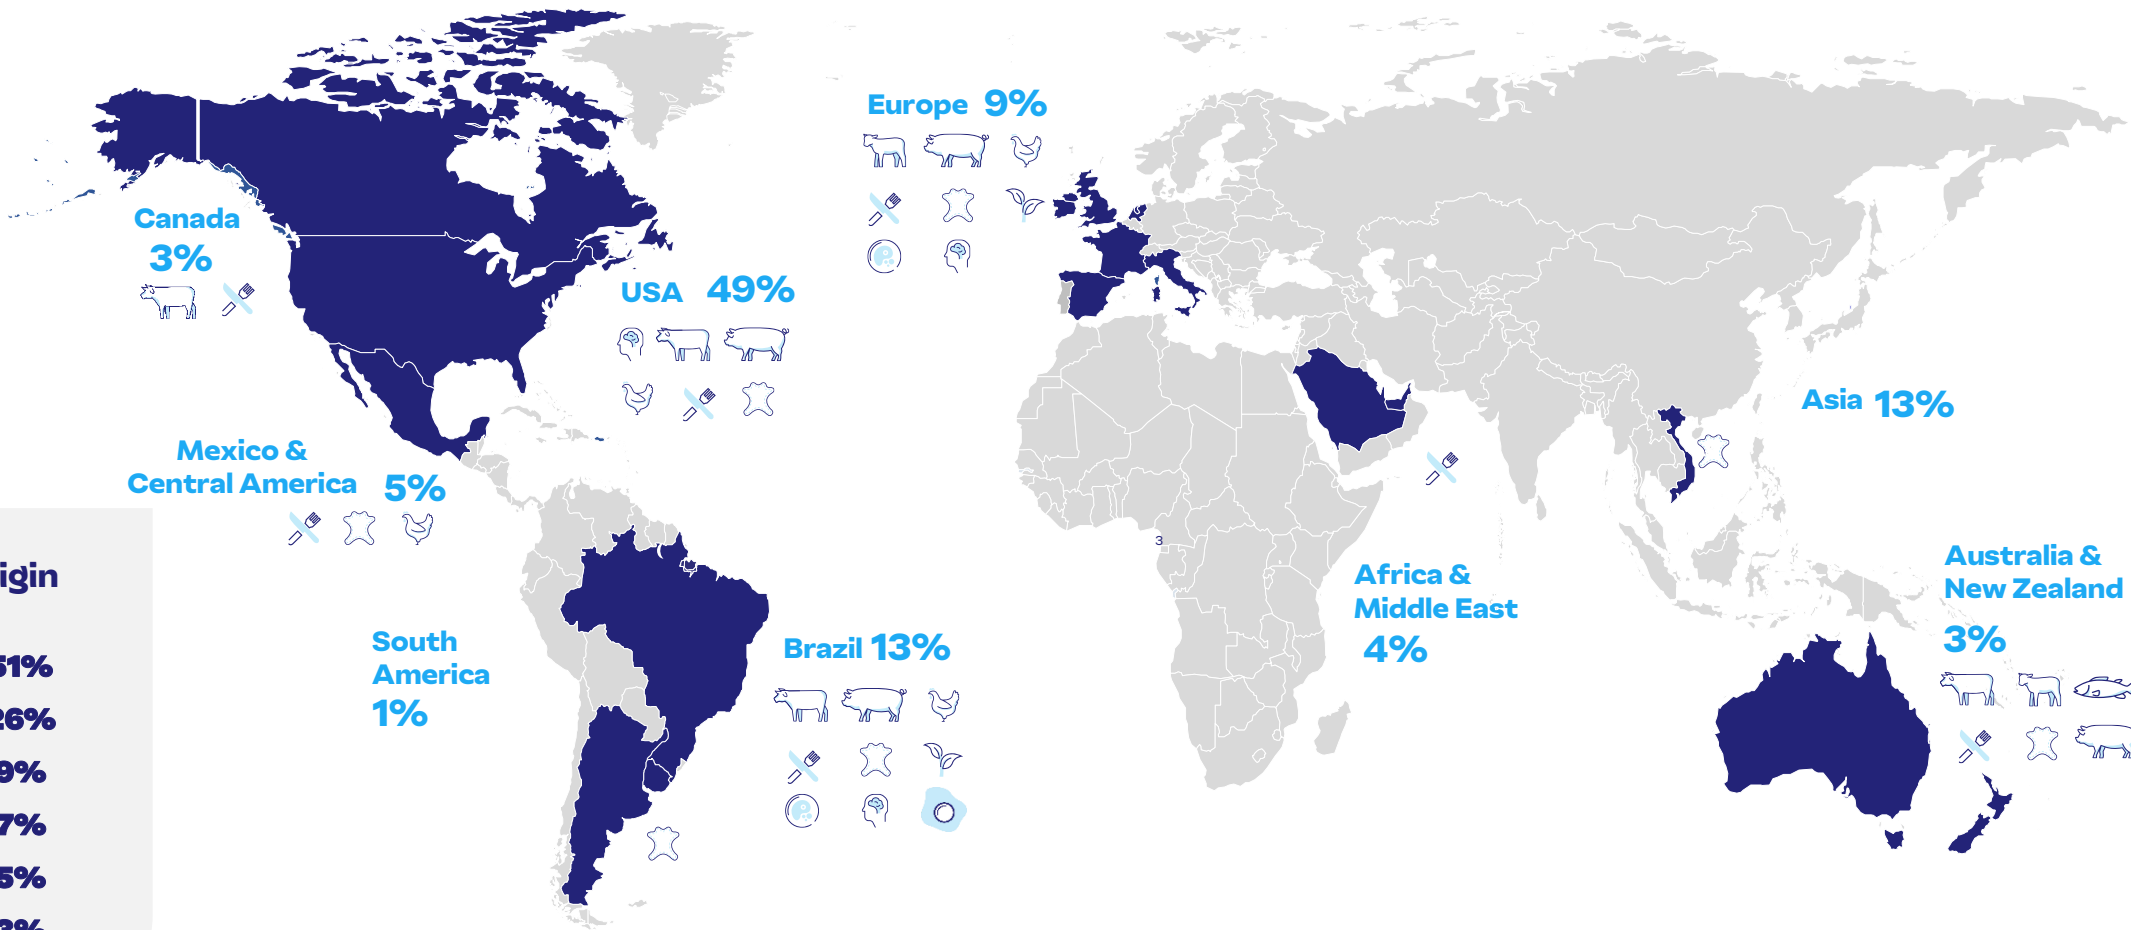 Europe 9%
Canada
3%
USA 49%
Asia 13%
Mexico &
Central America 5%
3
Australia &
New Zealand
3%
Africa &
Middle East
4%
South
America
1%
Brazil 13%
igin
51%
26%
9%
7%
5%